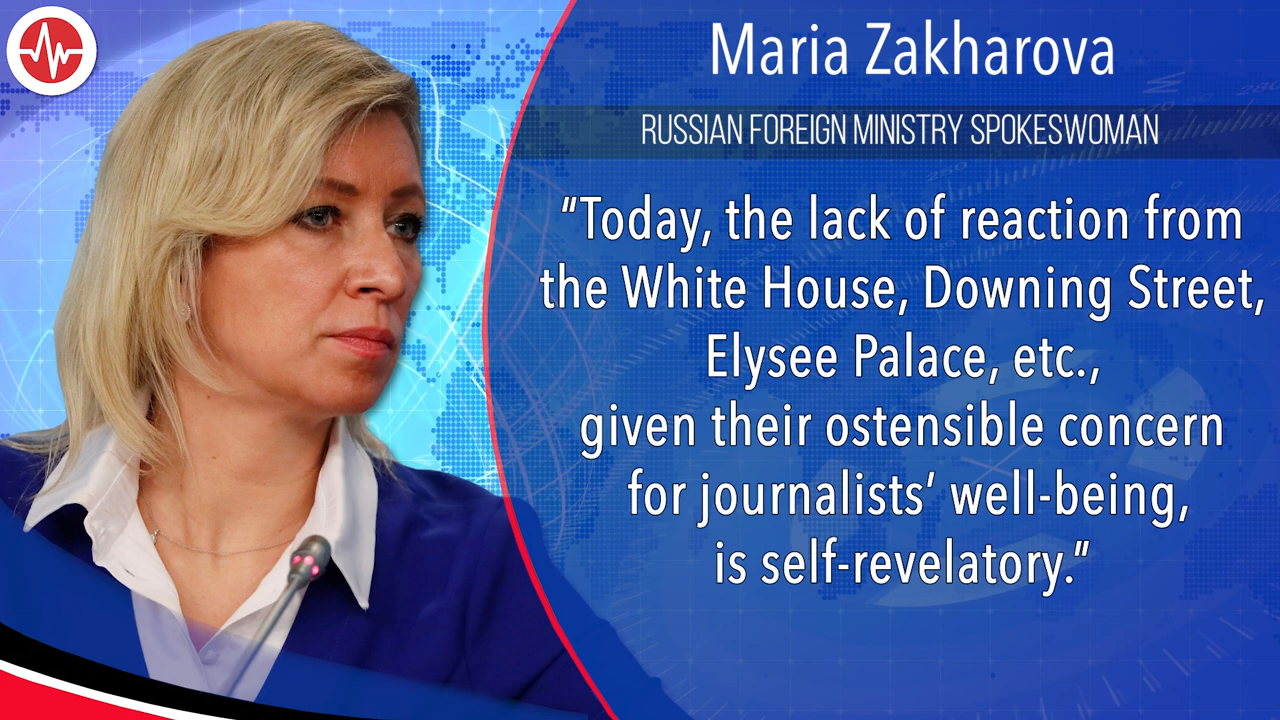 Maria Zakharova
RUSSIAN FOREIGN MINISTRY SPOKESWOMAN
“Today, the lack of reaction from
the White House, Downing Street,
Elysee Palace, etc.,
given their ostensible concern
for journalists’ well-being,
is self-revelatory.”